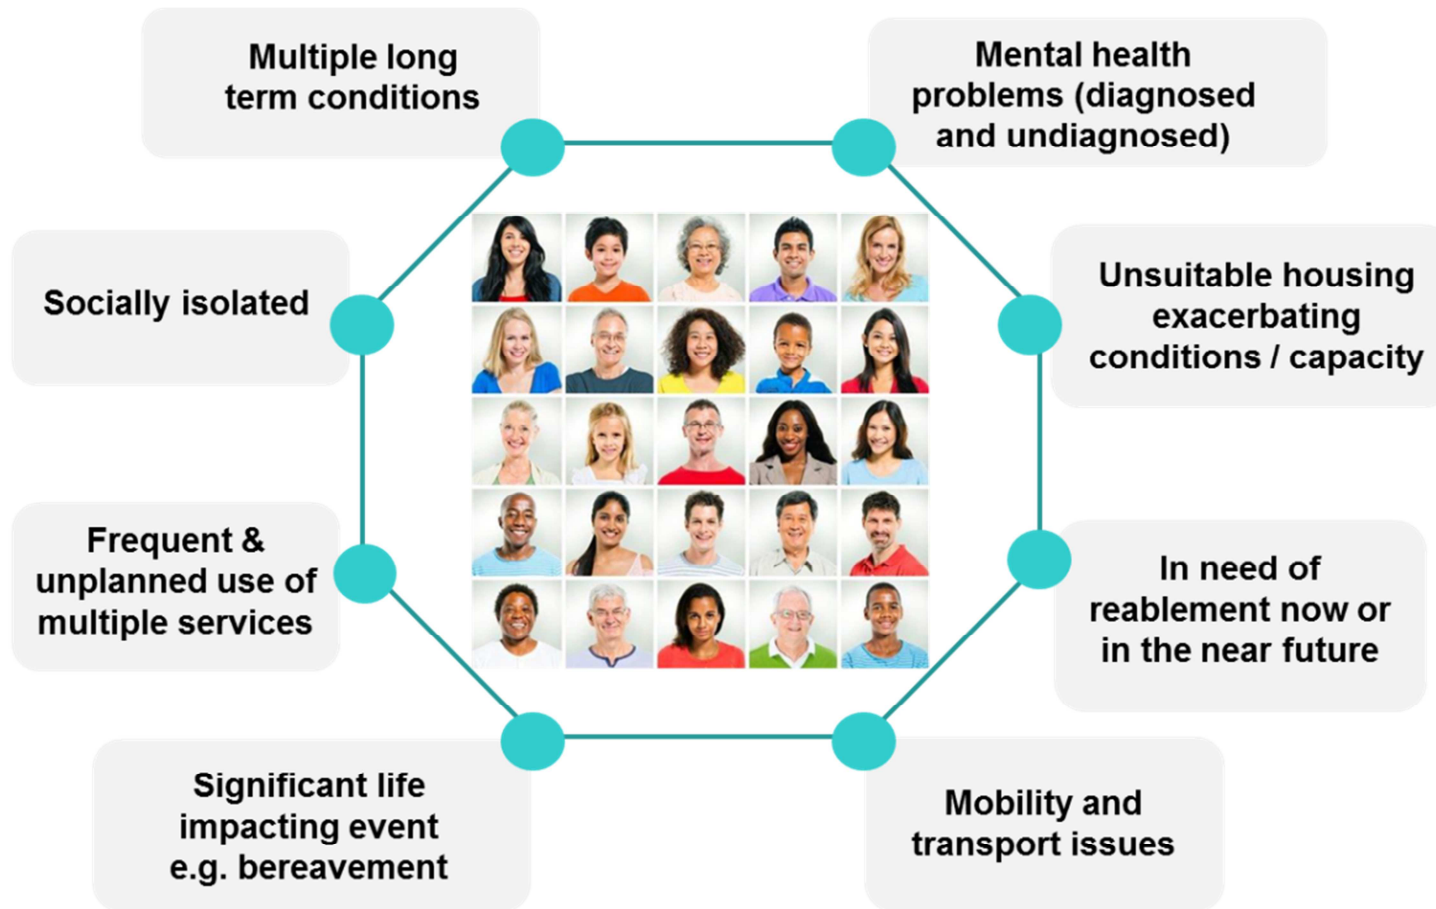 Multiple long
term conditions
Mental health
problems (diagnosed
and undiagnosed)
Socially isolated
Unsuitable housing
exacerbating
conditions / capacity
Frequent &
unplanned use of
multiple services
In need of
reablement now or
in the near future
Significant life
impacting event
e.g. bereavement
Mobility and
transport issues